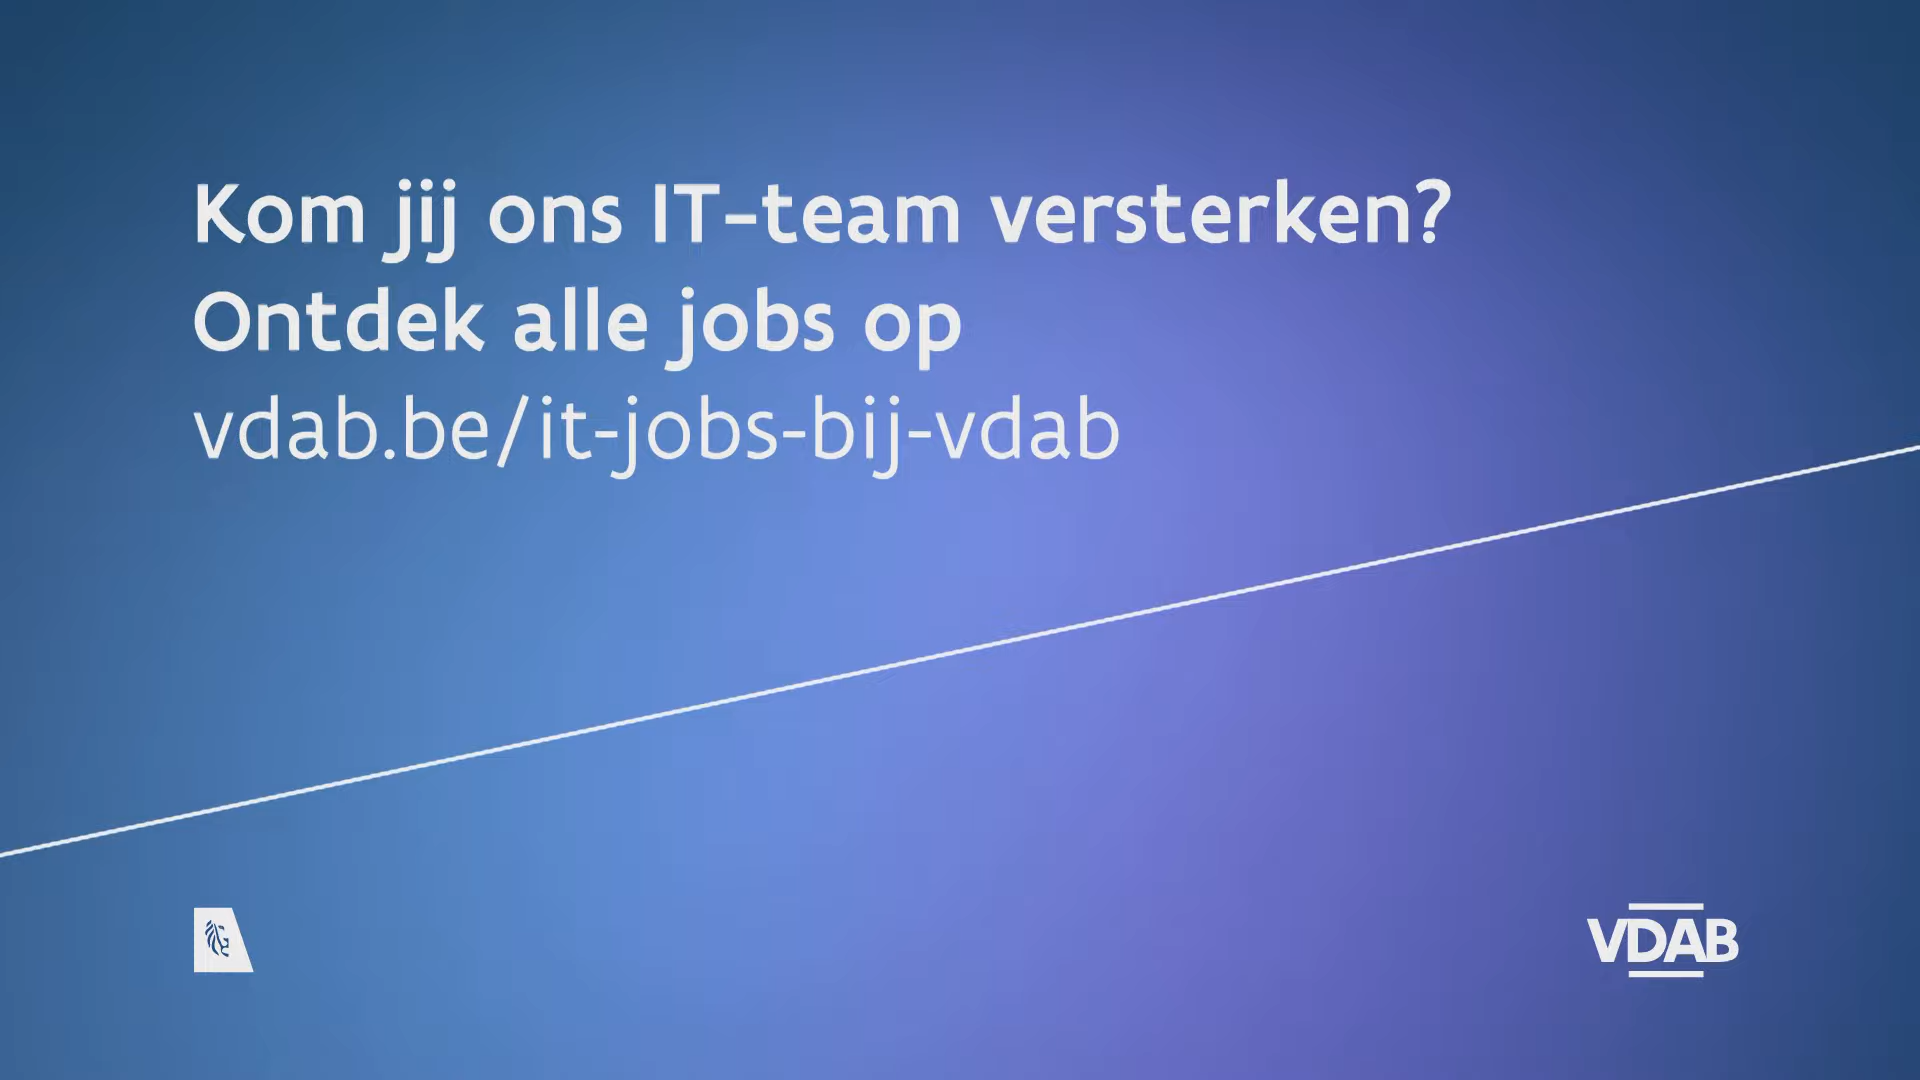 Kom jij ons IT-team versterken?
Ontdek alle jobs op
vdab.be/it-jobs-bij-vdab
VDAB